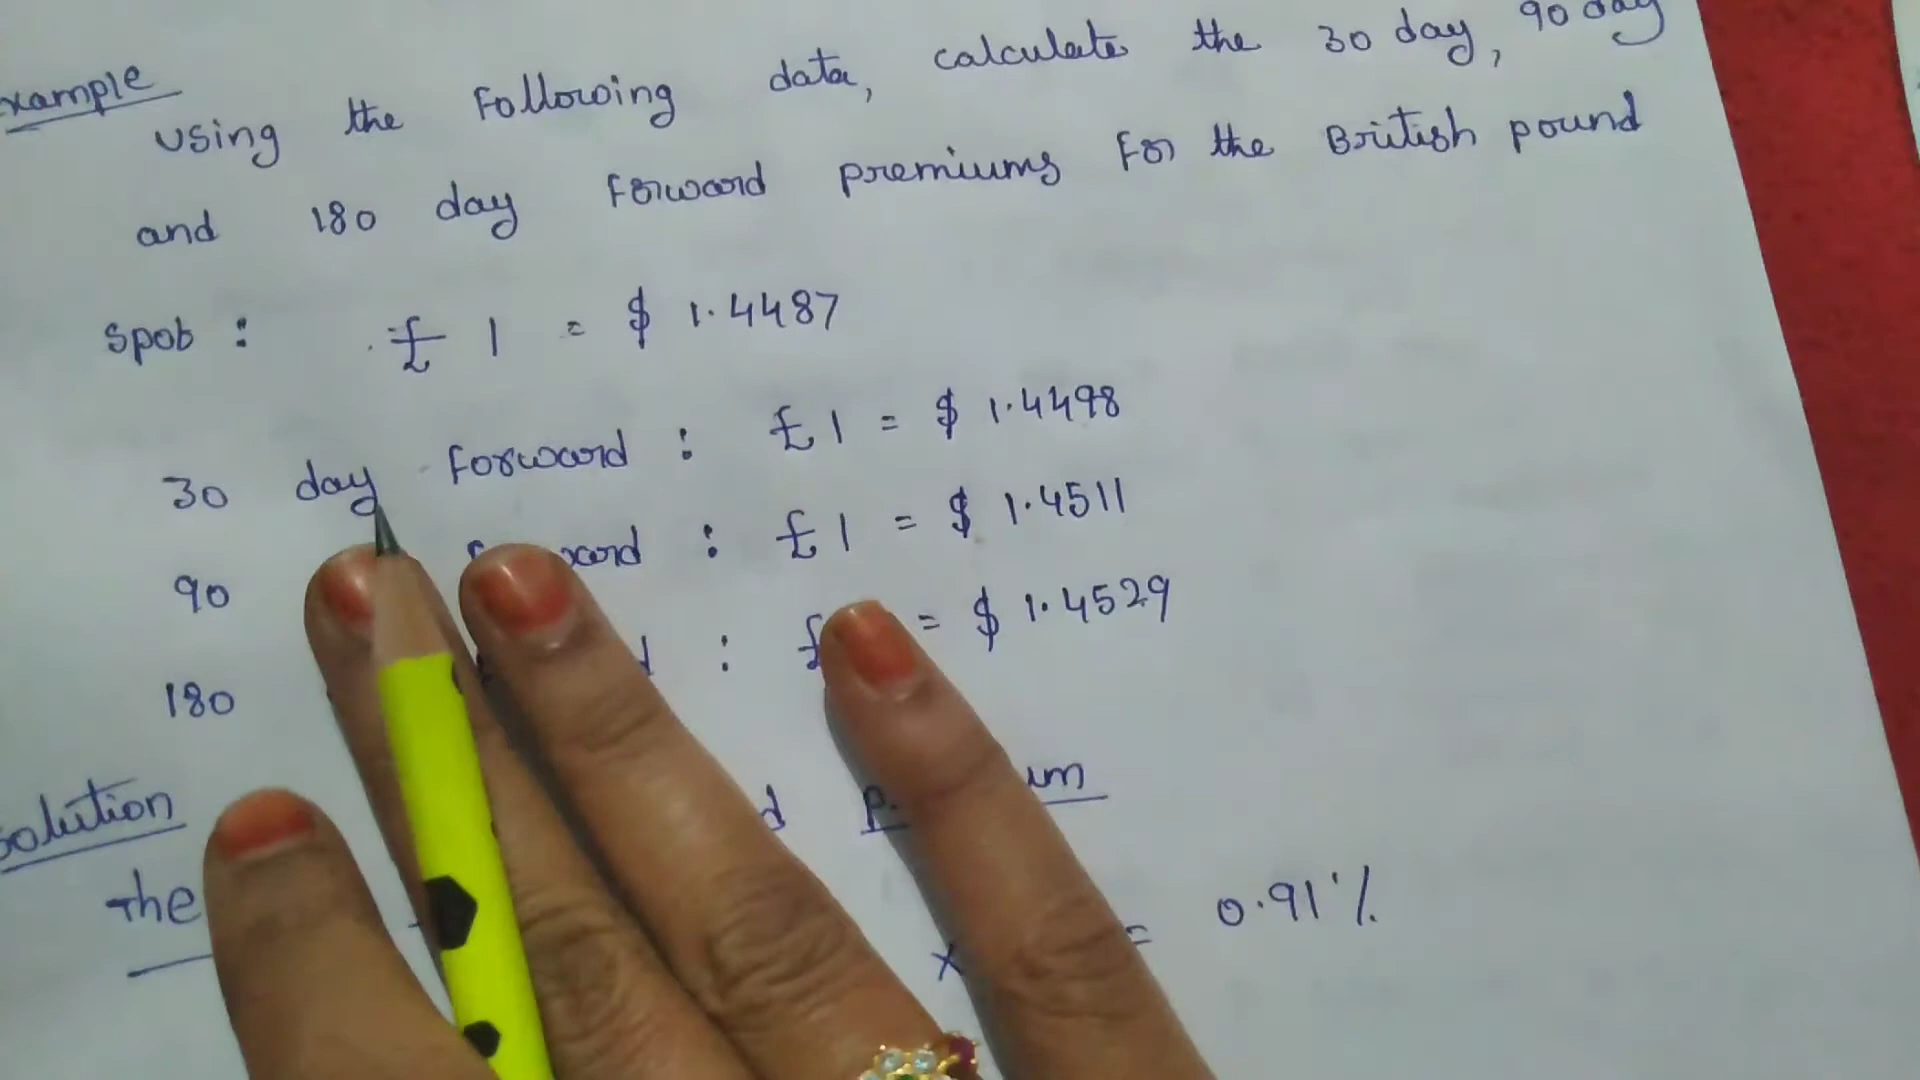 xample
using the following data, calculate the 30 day, 90 day
and 180 day forward premiums for the British pound
spot : £ 1 = $ 1.4487
30 day forward : £ 1 = $ 1.4498
90 : £ 1 = $ 1.4511
180 : £ = $ 1.4529
solution
The
x = 0.91%